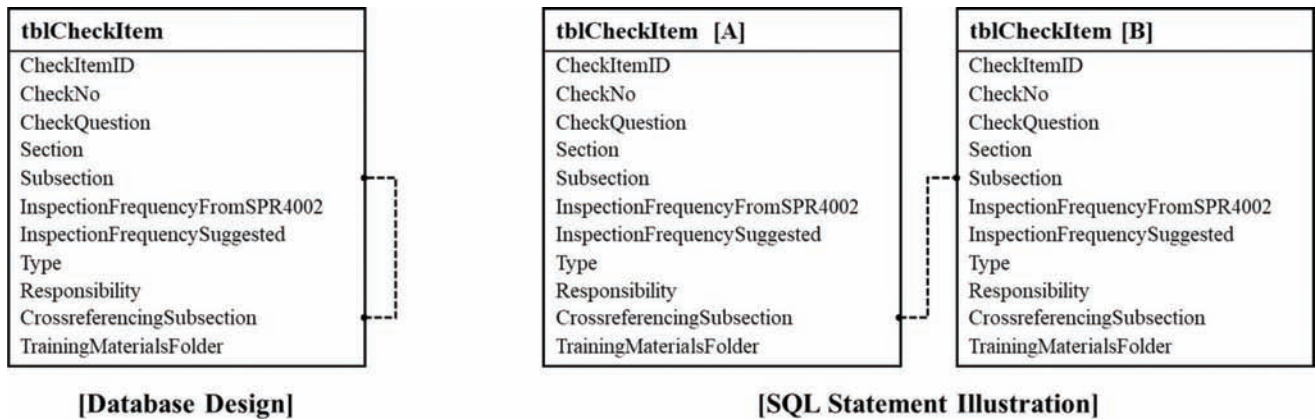 tblCheckItem
CheckItemID
CheckNo
CheckQuestion
Section
Subsection
InspectionFrequencyFromSPR4002
InspectionFrequencySuggested
Type
Responsibility
CrossreferencingSubsection
TrainingMaterialsFolder
[Database Design]
tblCheckItem [A]
CheckItemID
CheckNo
CheckQuestion
Section
Subsection
InspectionFrequencyFromSPR4002
InspectionFrequencySuggested
Type
Responsibility
CrossreferencingSubsection
TrainingMaterialsFolder
tblCheckItem [B]
CheckItemID
CheckNo
CheckQuestion
Section
Subsection
InspectionFrequencyFromSPR4002
InspectionFrequencySuggested
Type
Responsibility
CrossreferencingSubsection
TrainingMaterialsFolder
[SQL Statement Illustration]